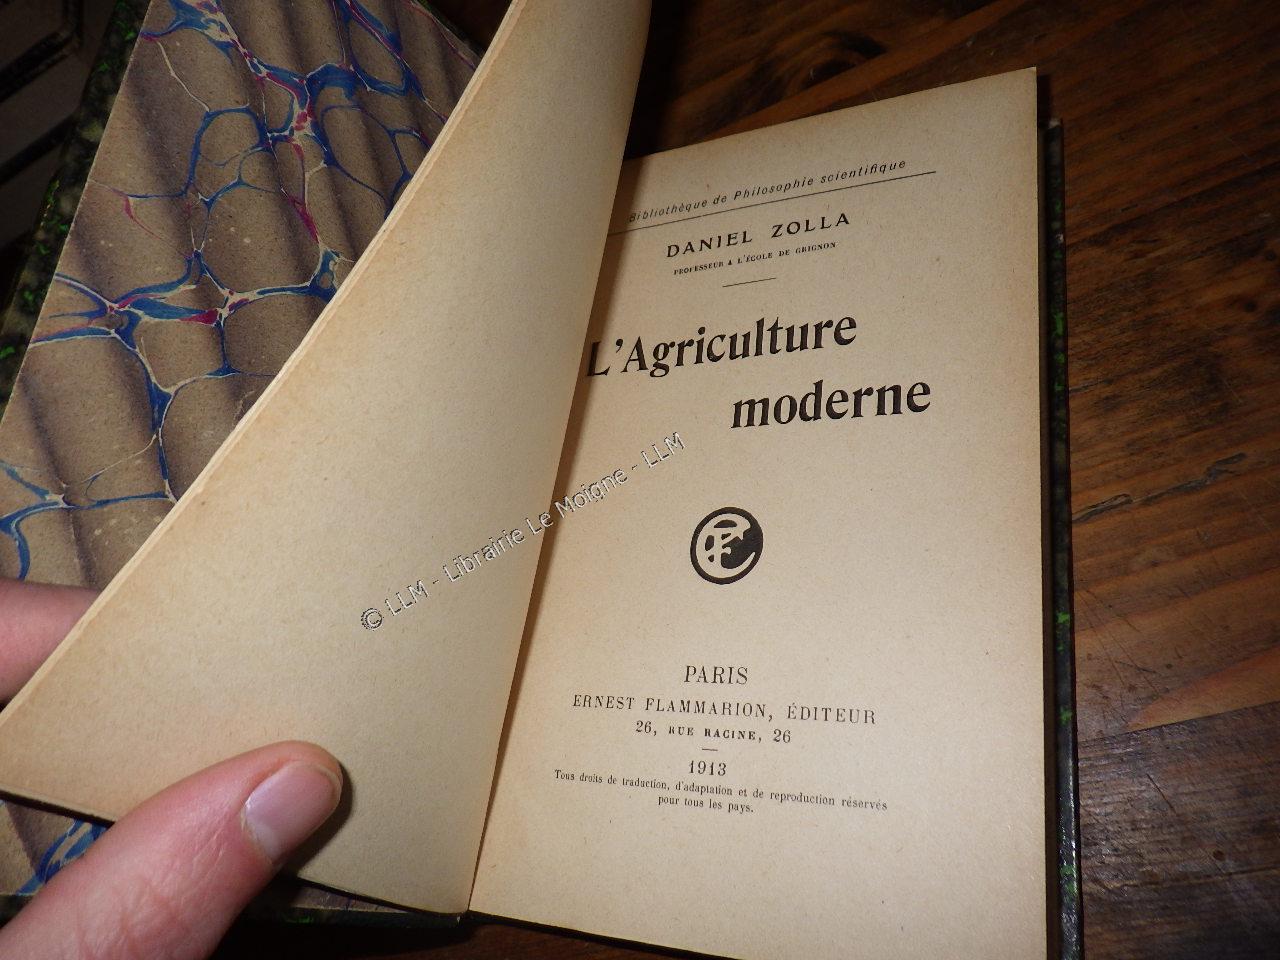 Bibliothèque de Philosophie scientifique
DANIEL ZOLLA
PROFESSEUR A L'ÉCOLE DE GRIGNON
L'Agriculture
moderne
© LLM - Librairie Le Moigne - LLM
PARIS
ERNEST FLAMMARION, ÉDITEUR
26, RUE RACINE, 26
1913
Tous droits de traduction, d'adaptation et de reproduction réservés
pour tous les pays.